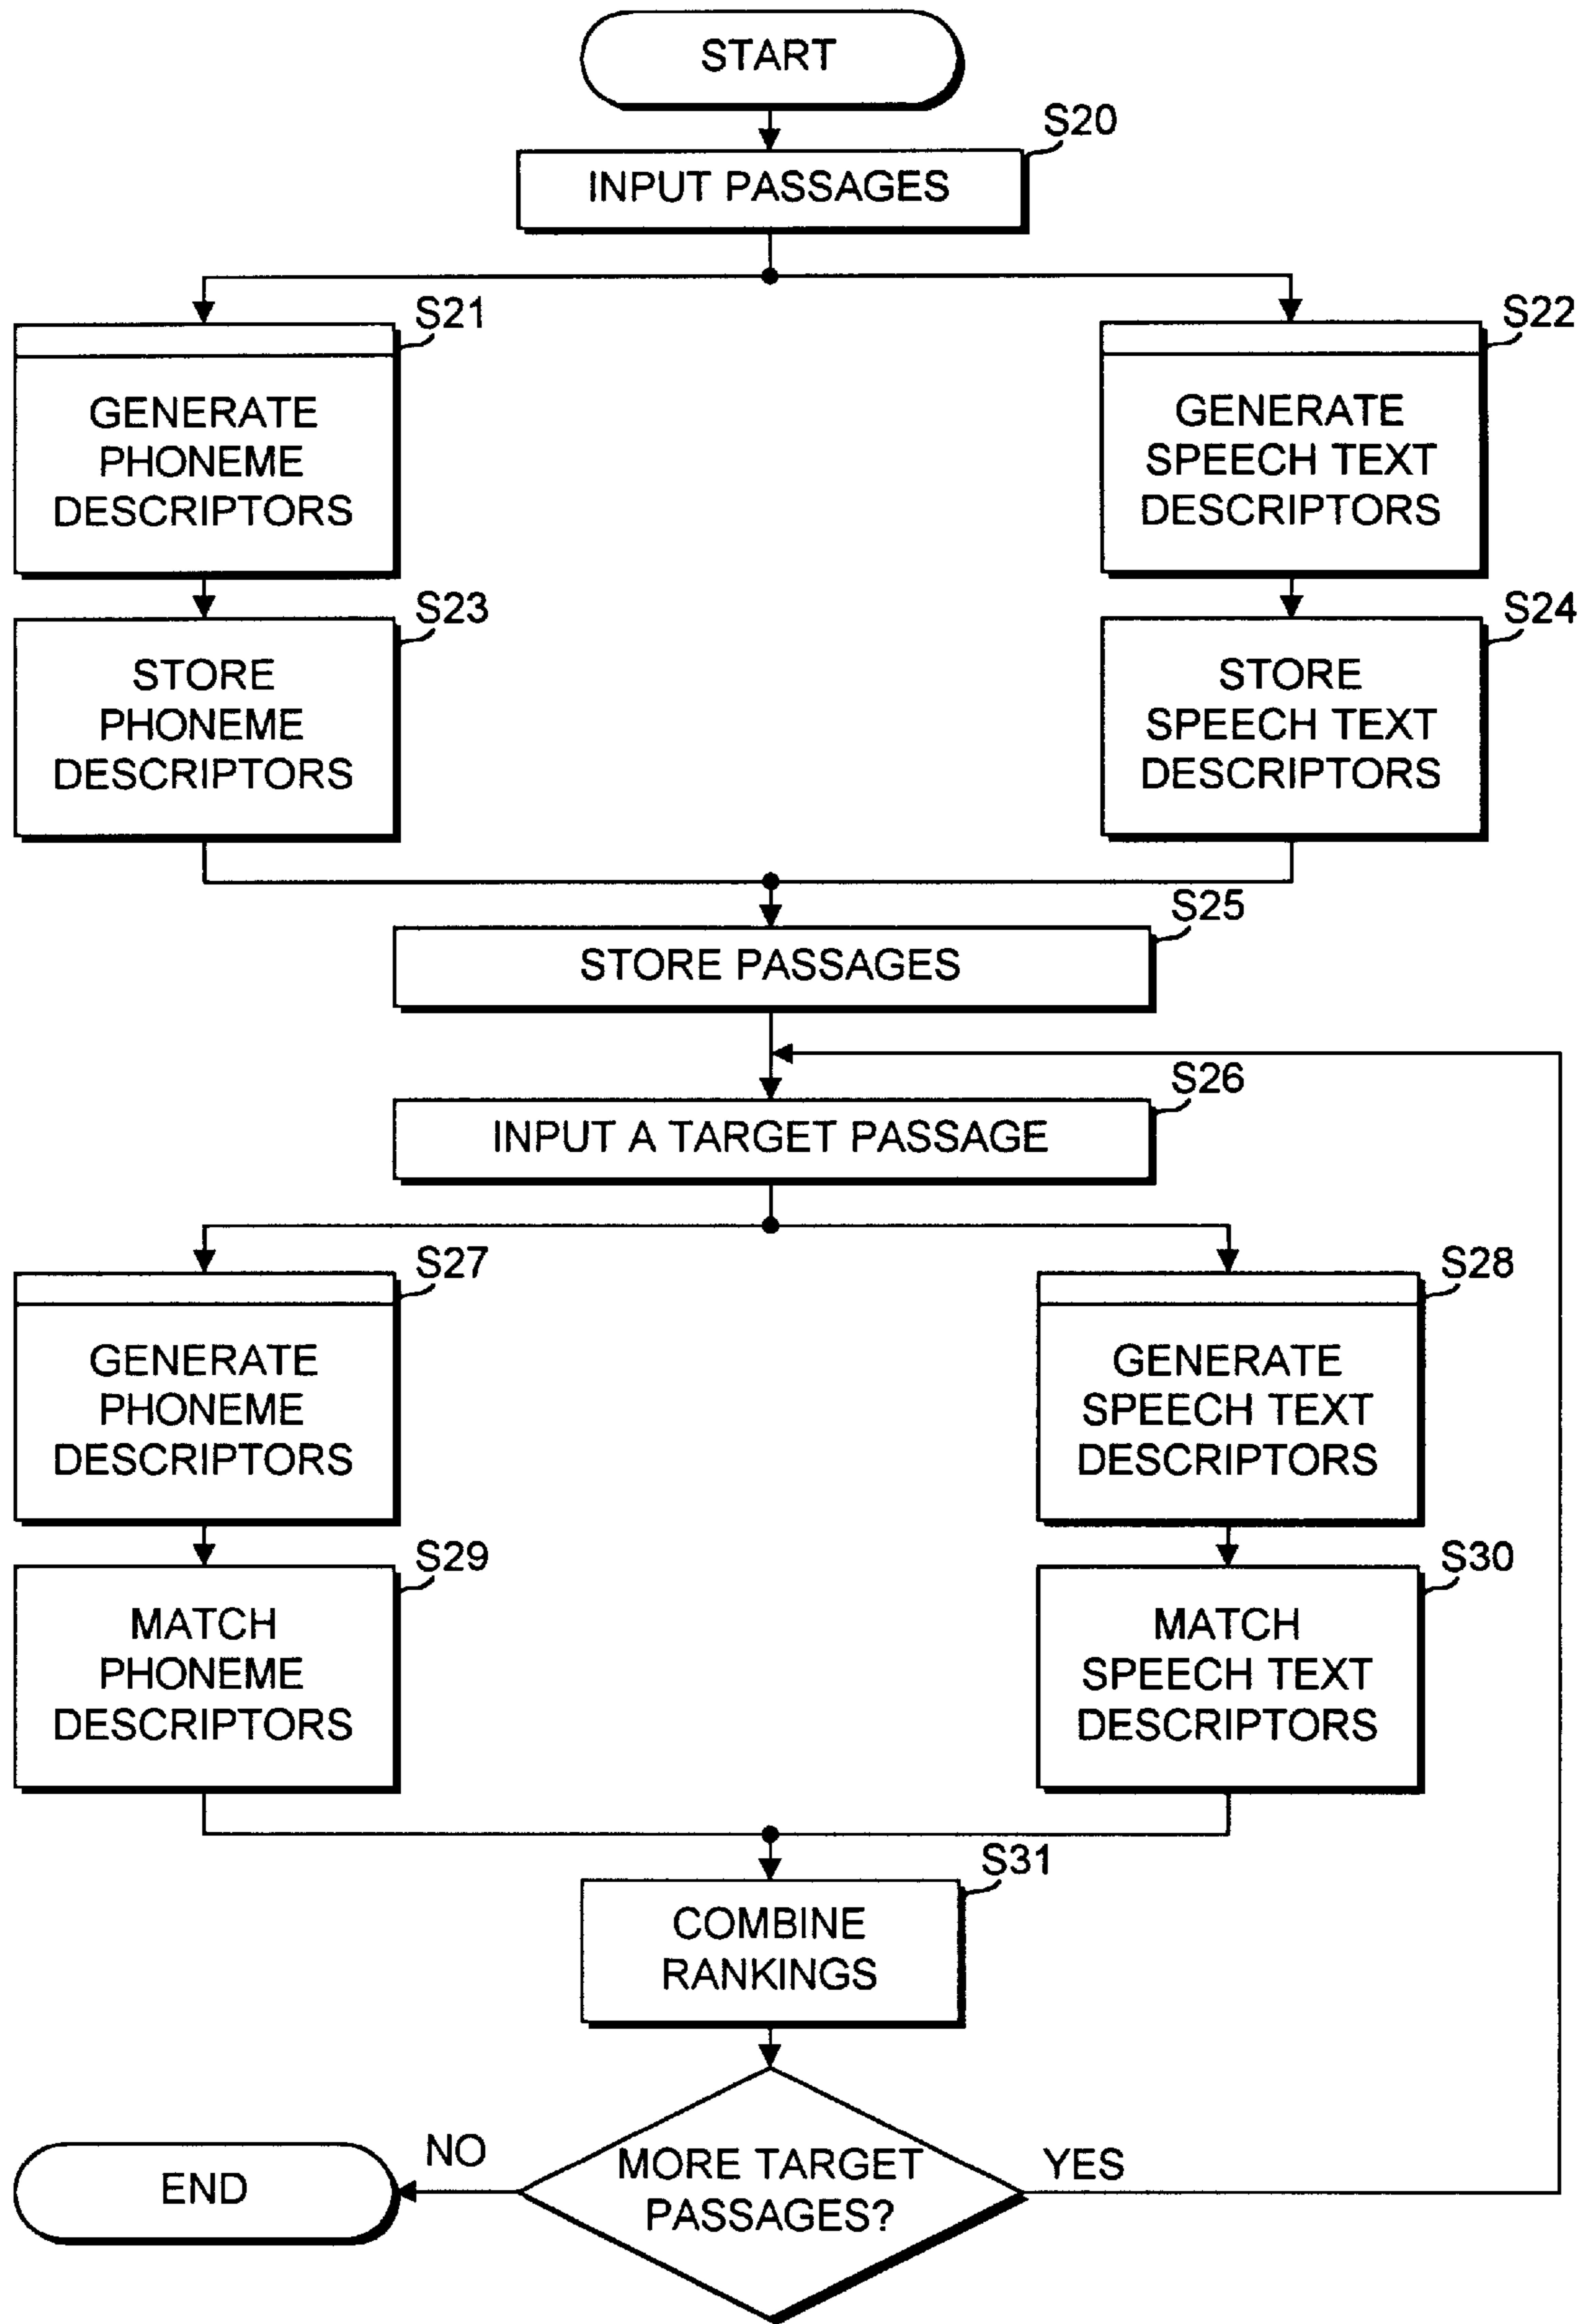 START
S20
INPUT PASSAGES
S21
GENERATE
PHONEME
DESCRIPTORS
S22
GENERATE
SPEECH TEXT
DESCRIPTORS
S23
STORE
PHONEME
DESCRIPTORS
S24
STORE
SPEECH TEXT
DESCRIPTORS
S25
STORE PASSAGES
S26
INPUT A TARGET PASSAGE
S27
GENERATE
PHONEME
DESCRIPTORS
S28
GENERATE
SPEECH TEXT
DESCRIPTORS
S29
MATCH
PHONEME
DESCRIPTORS
S30
MATCH
SPEECH TEXT
DESCRIPTORS
S31
COMBINE
RANKINGS
MORE TARGET
PASSAGES?
NO
YES
END